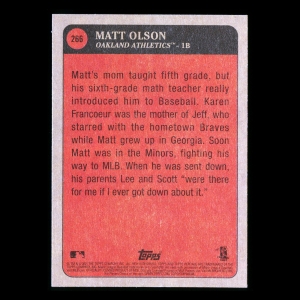 266
MATT OLSON
OAKLAND ATHLETICS™ - 1B
Matt's mom taught fifth grade, but
his sixth-grade math teacher really
introduced him to Baseball. Karen
Francoeur was the mother of Jeff, who
starred with the hometown Braves
while Matt grew up in Georgia. Soon
Matt was in the Minors, fighting his
way to MLB. When he was sent down,
his parents Lee and Scott "were there
for me if I ever got down about it."
TOPPS